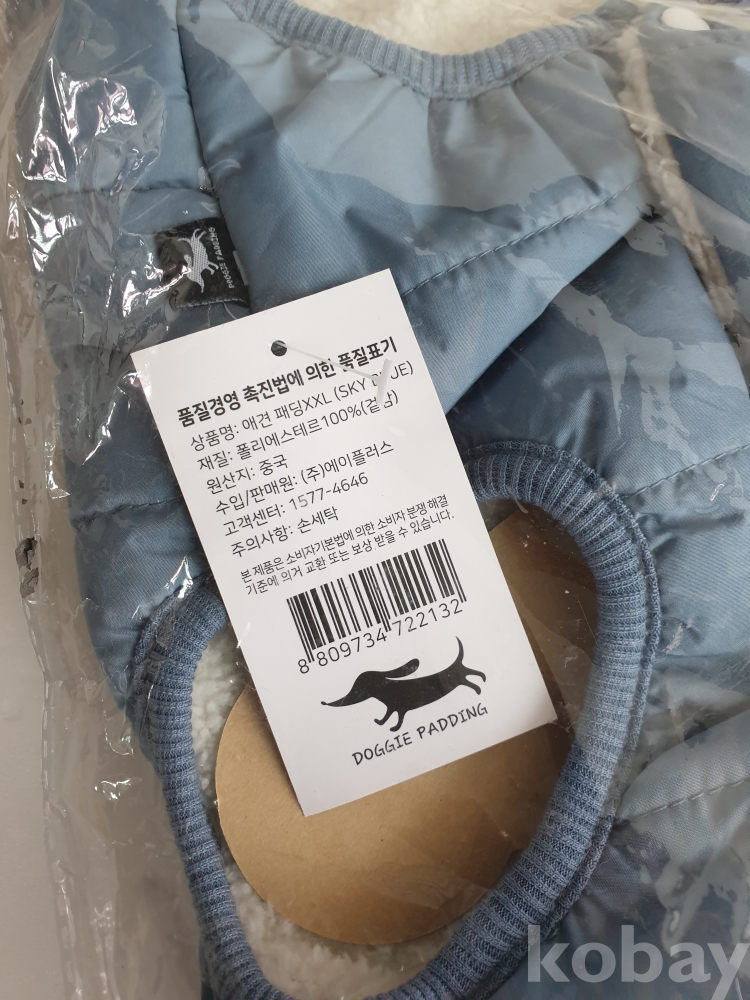 DOGGIE PADDING
품질경영 촉진법에 의한 품질표기
상품명: 애견 패딩XXL (SKY
재질: 폴리에스테르100%(겉감)
원산지: 중국
수입/판매원: (주)에이플러스
고객센터: 1577-4646
주의사항: 손세탁
본 제품은 소비자기본법에 의한 소비자 분쟁 해결
기준에 의거 교환 또는 보상 받을 수 있습니다.
8 809734 722132
DOGGIE PADDING
kobay